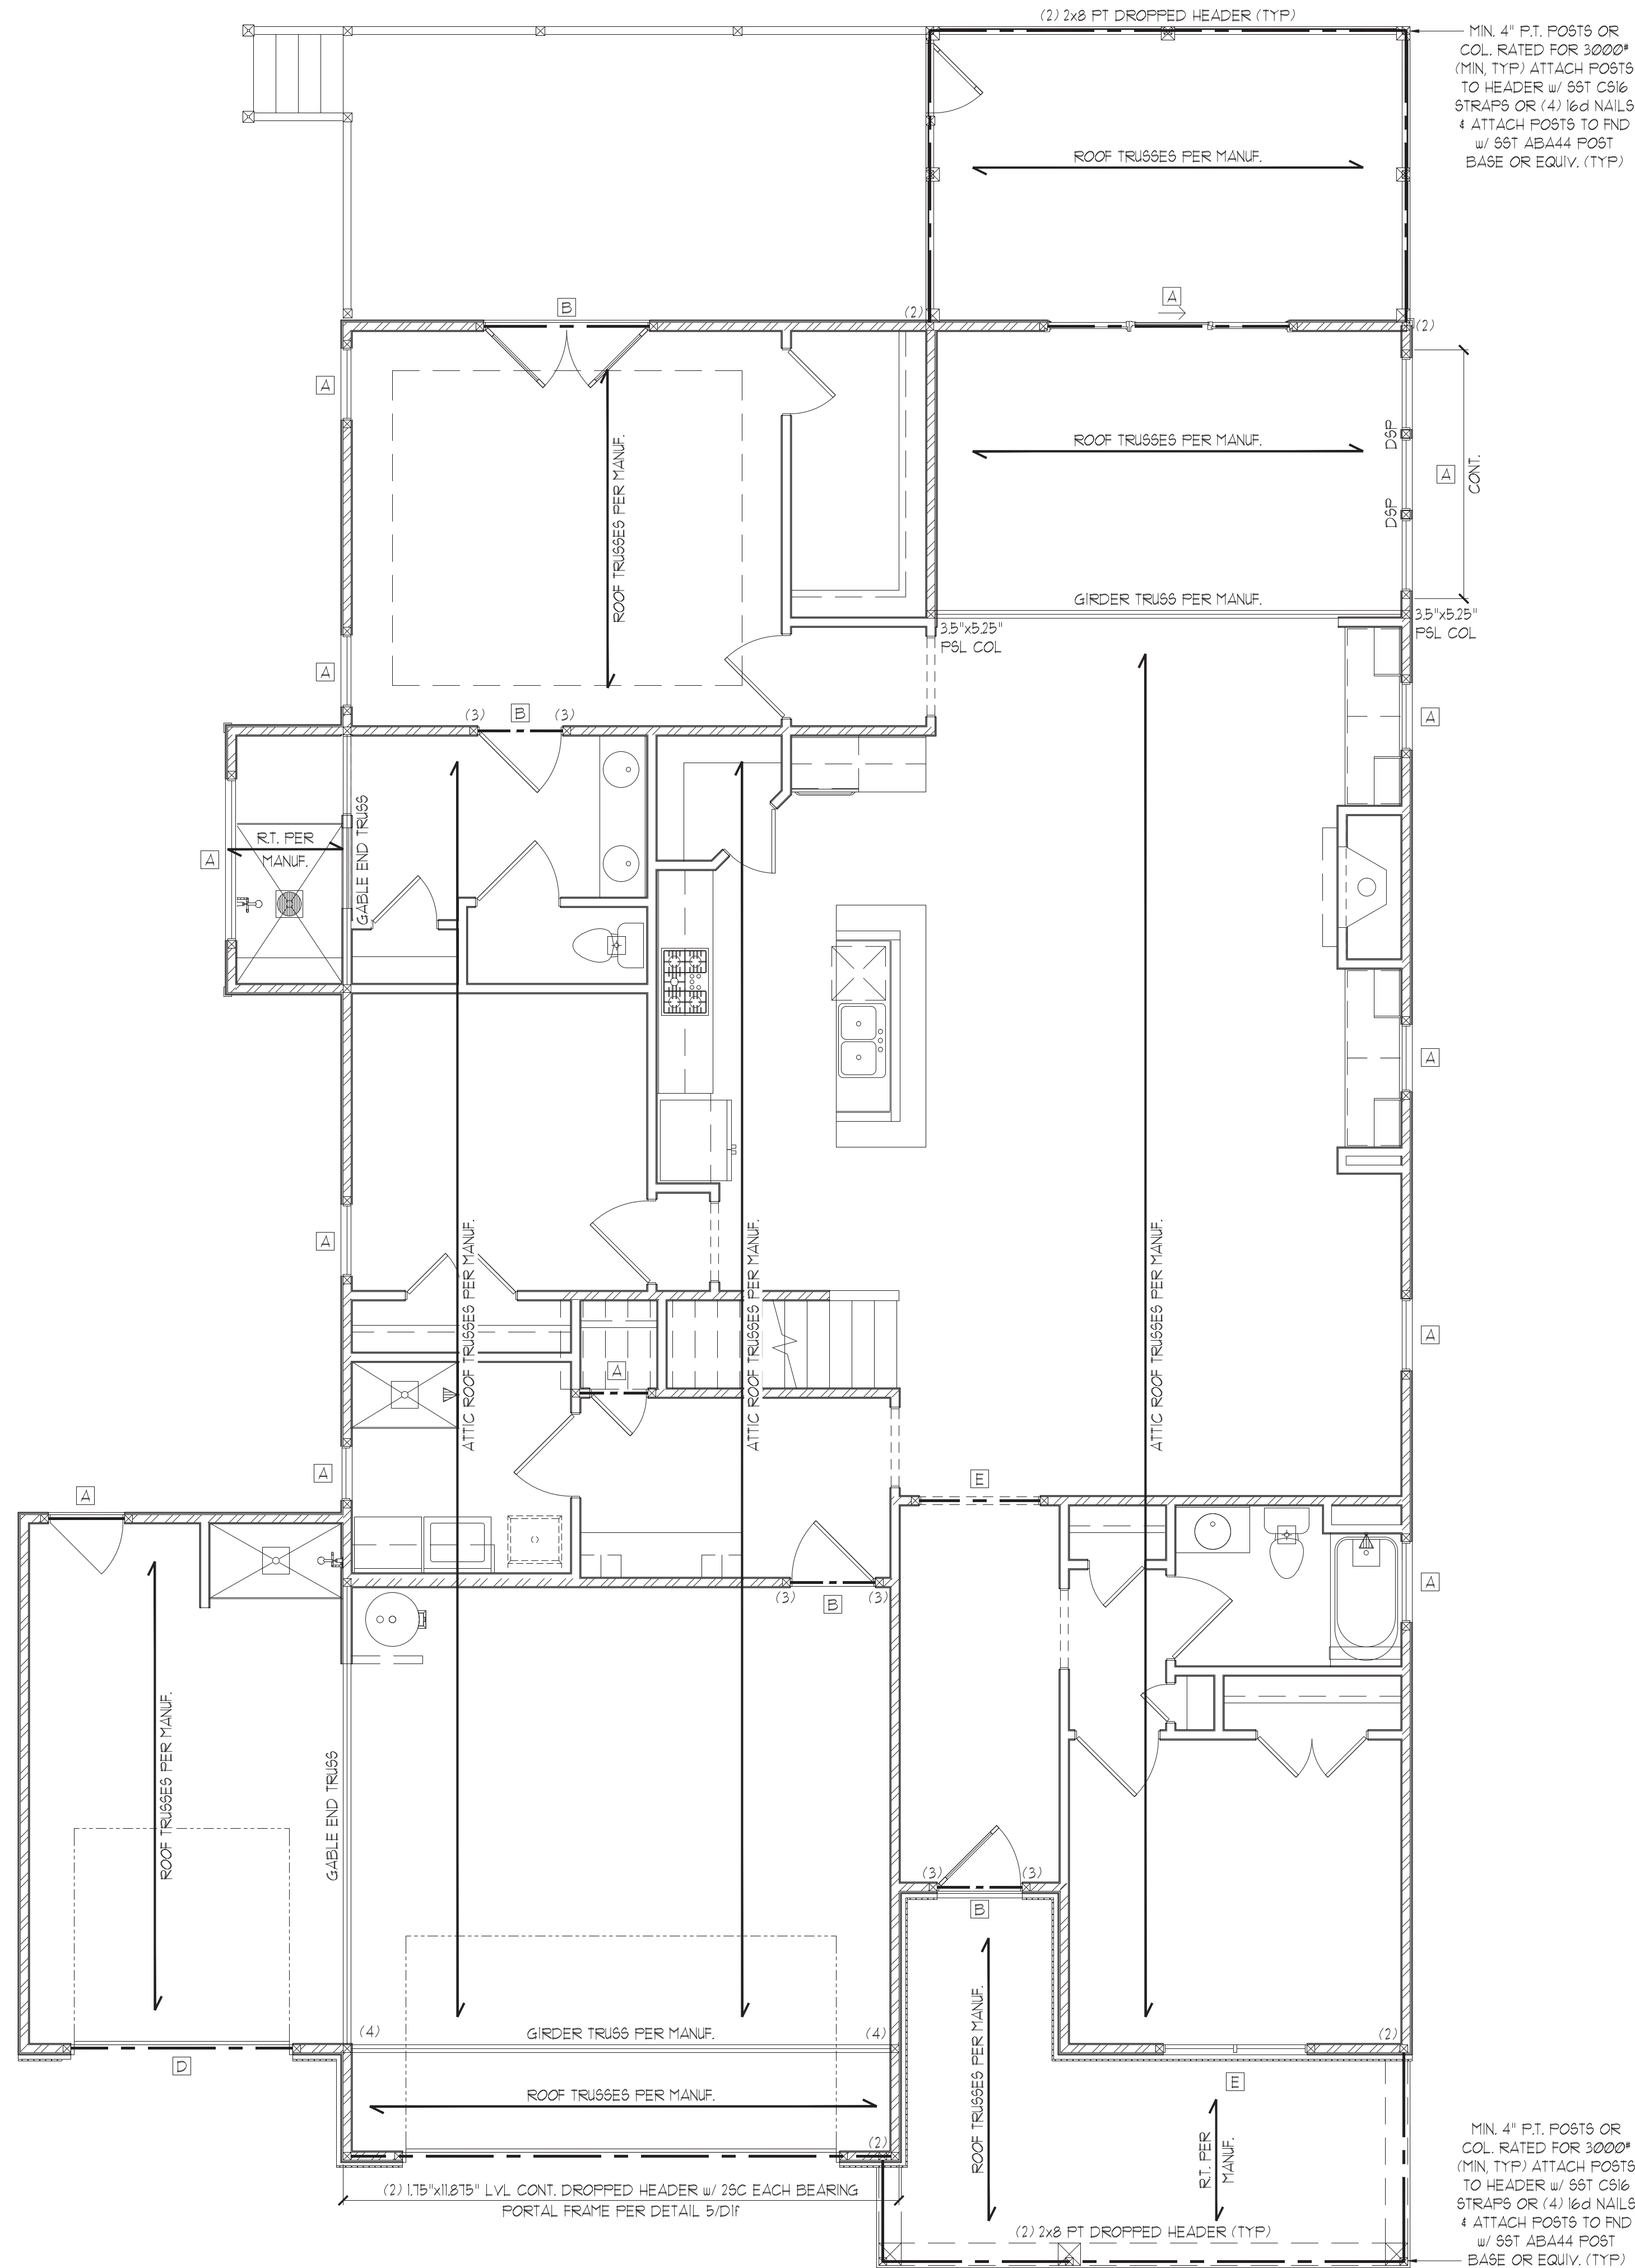 (2) 2x8 PT DROPPED HEADER (TYP)
MIN. 4" P.T. POSTS OR
COL. RATED FOR 3000#
(MIN, TYP) ATTACH POSTS
TO HEADER w/ SST CS16
STRAPS OR (4) 16d NAILS
& ATTACH POSTS TO FND
w/ SST ABA44 POST
BASE OR EQUIV. (TYP)
ROOF TRUSSES PER MANUF.
A
B
(2)
(2)
A
ROOF TRUSSES PER MANUF.
DSP
A
CONT.
DSP
ROOF TRUSSES PER MANUF.
GIRDER TRUSS PER MANUF.
3.5"x5.25"
PSL COL
3.5"x5.25"
PSL COL
A
(3)
B
(3)
A
GABLE END TRUSS
R.T. PER
MANUF.
A
A
A
ATTIC ROOF TRUSSES PER MANUF.
ATTIC ROOF TRUSSES PER MANUF.
ATTIC ROOF TRUSSES PER MANUF.
A
A
A
E
A
(3)
B
(3)
A
ROOF TRUSSES PER MANUF.
GABLE END TRUSS
(3)
(3)
B
(4)
GIRDER TRUSS PER MANUF.
(4)
(2)
D
ROOF TRUSSES PER MANUF.
ROOF TRUSSES PER MANUF.
E
R.T. PER
MANUF.
(2)
(2) 1.75"x11.875" LVL CONT. DROPPED HEADER w/ 2SC EACH BEARING
PORTAL FRAME PER DETAIL 5/D1f
(2) 2x8 PT DROPPED HEADER (TYP)
MIN. 4" P.T. POSTS OR
COL. RATED FOR 3000#
(MIN, TYP) ATTACH POSTS
TO HEADER w/ SST CS16
STRAPS OR (4) 16d NAILS
& ATTACH POSTS TO FND
w/ SST ABA44 POST
BASE OR EQUIV. (TYP)